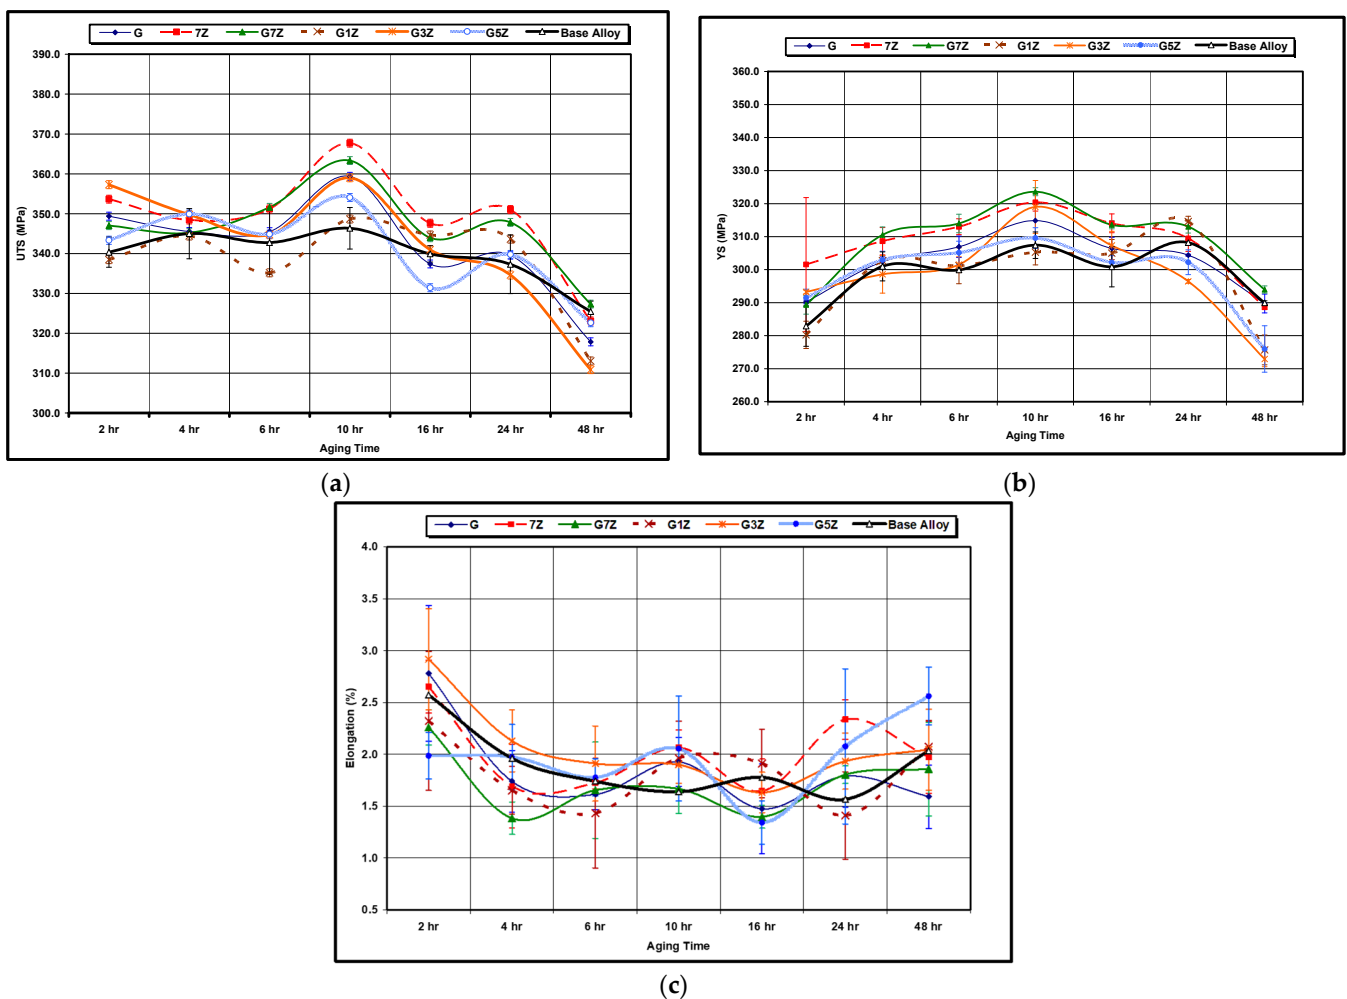 G 7Z G7Z G1Z G3Z G5Z Base Alloy
390.0
380.0
370.0
360.0
350.0
340.0
330.0
320.0
310.0
300.0
UTS (MPa)
2 hr 4 hr 6 hr 10 hr 16 hr 24 hr 48 hr
Aging Time
(a)
G 7Z G7Z G1Z G3Z G5Z Base Alloy
360.0
350.0
340.0
330.0
320.0
310.0
300.0
290.0
280.0
270.0
260.0
YS (MPa)
2 hr 4 hr 6 hr 10 hr 16 hr 24 hr 48 hr
Aging Time
(b)
G 7Z G7Z G1Z G3Z G5Z Base Alloy
4.0
3.5
3.0
2.5
2.0
1.5
1.0
0.5
Elongation (%)
2 hr 4 hr 6 hr 10 hr 16 hr 24 hr 48 hr
Aging Time
(c)